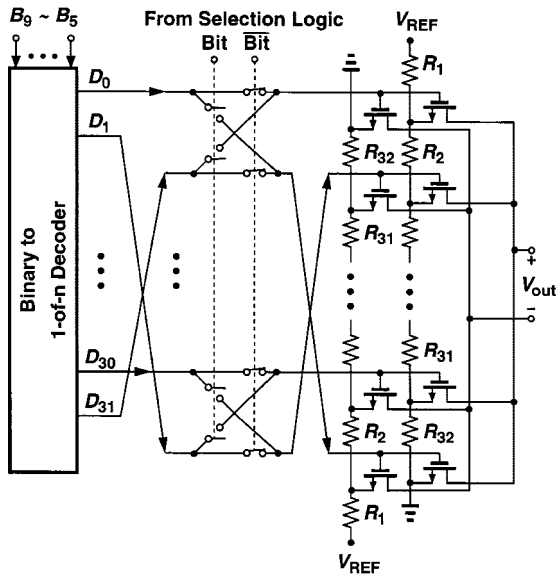 B9 ~ B5
From Selection Logic
Bit
B̅i̅t̅
VREF
Binary to
1-of-n Decoder
D0
D1
D30
D31
R1
R32
R2
R31
R31
R2
R32
R1
VREF
+
Vout
−